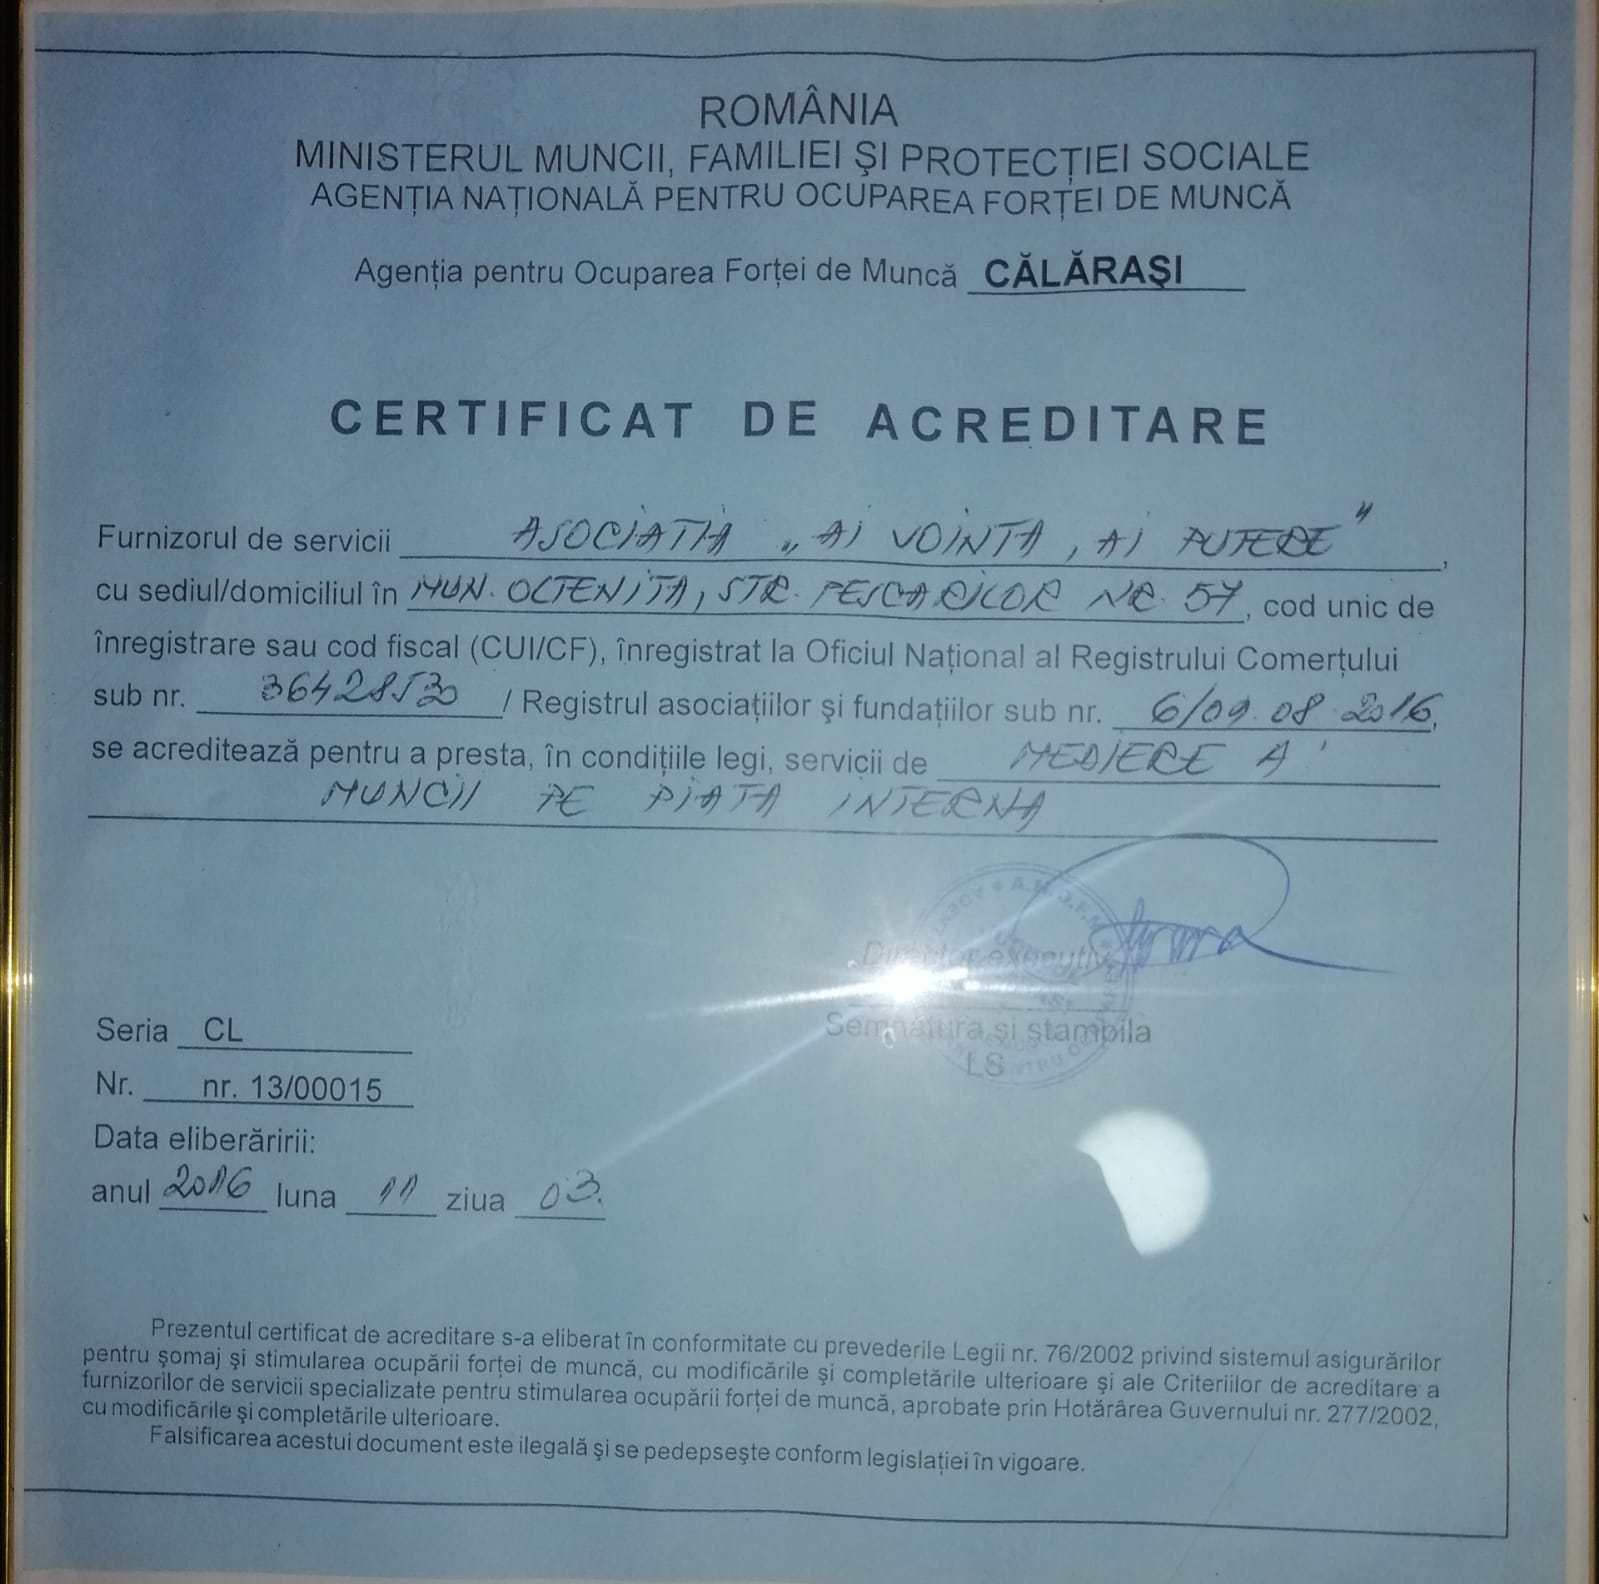 ROMÂNIA
MINISTERUL MUNCII, FAMILIEI ŞI PROTECŢIEI SOCIALE
AGENŢIA NAŢIONALĂ PENTRU OCUPAREA FORŢEI DE MUNCĂ
Agenţia pentru Ocuparea Forţei de Muncă CĂLĂRAŞI
CERTIFICAT DE ACREDITARE
Furnizorul de servicii ASOCIATIA „AI VOINTA, AI PUTERE",
cu sediul/domiciliul în MUN. OLTENITA, STR. PESCARILOR NR. 57, cod unic de
înregistrare sau cod fiscal (CUI/CF), înregistrat la Oficiul Naţional al Registrului Comerţului
sub nr. 36428530 / Registrul asociaţiilor şi fundaţiilor sub nr. 6/09.08.2016,
se acreditează pentru a presta, în condiţiile legi, servicii de MEDIERE A
MUNCII PE PIATA INTERNA
Director executiv
Semnătura şi ştampila
LS
Seria CL
Nr. nr. 13/00015
Data eliberăririi:
anul 2016 luna 11 ziua 03.
Prezentul certificat de acreditare s-a eliberat în conformitate cu prevederile Legii nr. 76/2002 privind sistemul asigurărilor
pentru şomaj şi stimularea ocupării forţei de muncă, cu modificările şi completările ulterioare şi ale Criteriilor de acreditare a
furnizorilor de servicii specializate pentru stimularea ocupării forţei de muncă, aprobate prin Hotărârea Guvernului nr. 277/2002,
cu modificările şi completările ulterioare.
Falsificarea acestui document este ilegală şi se pedepseşte conform legislaţiei în vigoare.